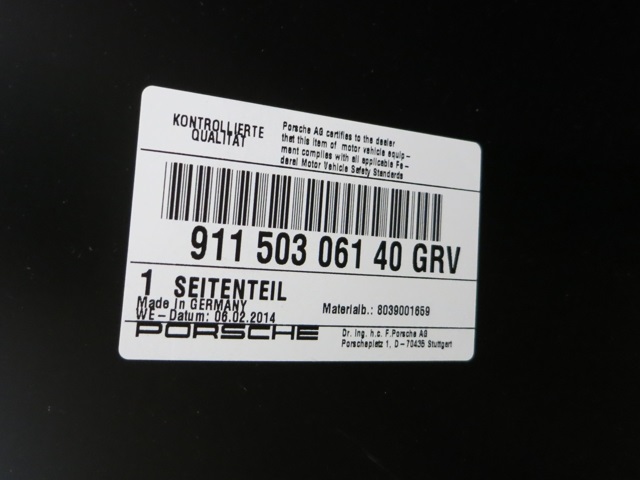 KONTROLLIERTE
QUALITÄT
Porsche AG certifies to the dealer
that this item of motor vehicle equip-
ment complies with all applicable Fe-
deral Motor Vehicle Safety Standards
911 503 061 40 GRV
1 SEITENTEIL
Made in GERMANY
WE-Datum: 06.02.2014
Materialb.: 8039001659
PORSCHE
Dr. Ing. h.c. F.Porsche AG
Porscheplatz 1, D-70435 Stuttgart